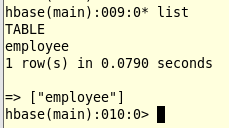 hbase(main):009:0* list
TABLE
employee
1 row(s) in 0.0790 seconds

=> ["employee"]
hbase(main):010:0>